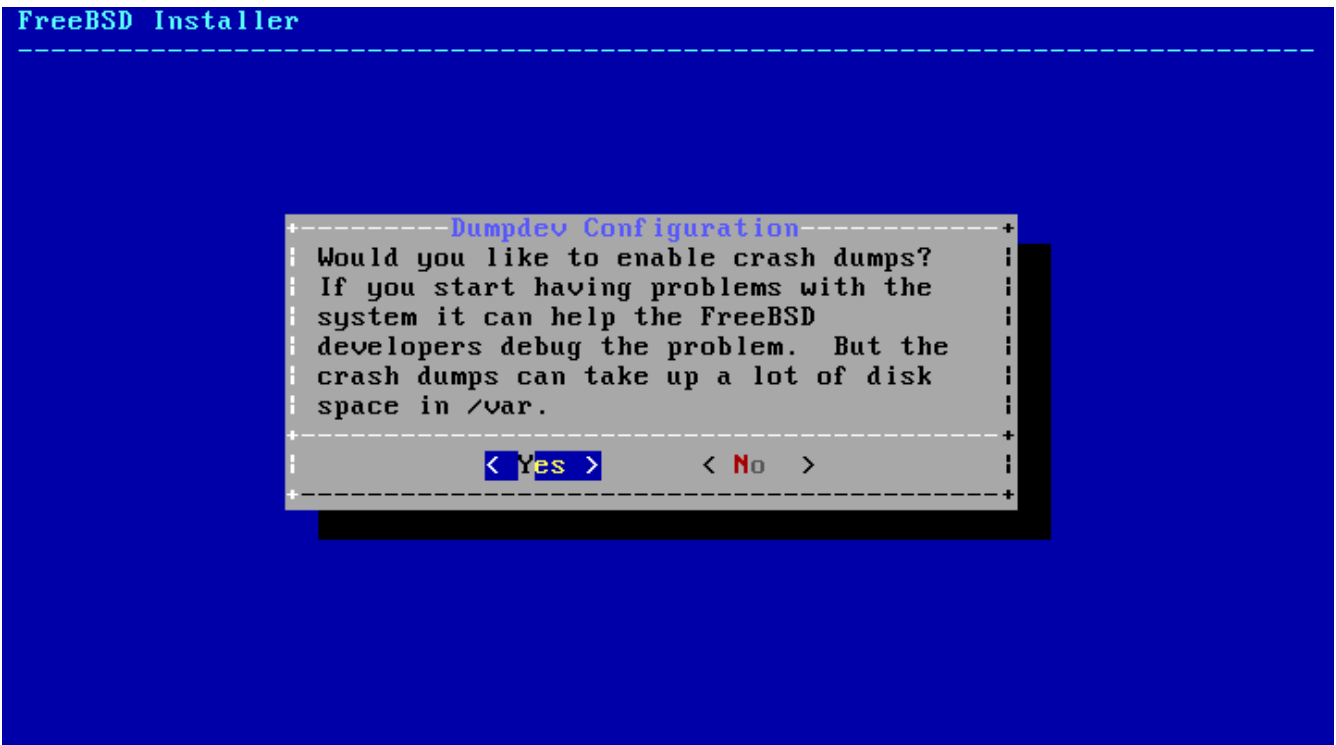 FreeBSD Installer
Dumpdev Configuration
Would you like to enable crash dumps?
If you start having problems with the
system it can help the FreeBSD
developers debug the problem.  But the
crash dumps can take up a lot of disk
space in /var.
< Yes >      < No  >